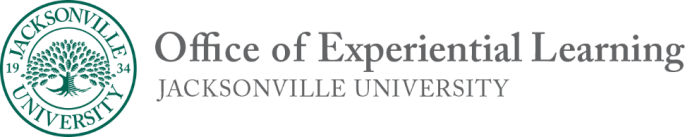 JACKSONVILLE
19 34
UNIVERSITY
Office of Experiential Learning
JACKSONVILLE UNIVERSITY